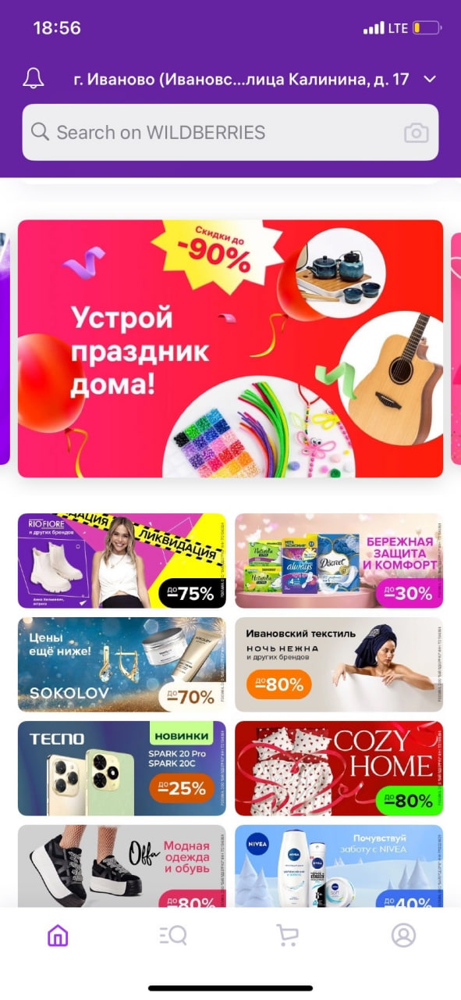 18:56
LTE
г. Иваново (Ивановс...лица Калинина, д. 17
Search on WILDBERRIES
Скидки до
-90%
Устрой
праздник
дома!
RIO FIORE
и других брендов
ЛИКВИДАЦИЯ
до
–75%
БЕРЕЖНАЯ
ЗАЩИТА
И КОМФОРТ
Naturella
always
Discreet
до
–30%
Цены
ещё ниже!
SOKOLOV
SOKOLOV
до
–70%
Ивановский текстиль
НОЧЬ НЕЖНА
и других брендов
до
–80%
TECNO
НОВИНКИ
SPARK 20 Pro
SPARK 20C
до
–25%
COZY
HOME
до
–80%
Offa
Модная
одежда
и обувь
до
–80%
NIVEA
Почувствуй
заботу с NIVEA
NIVEA
до
–40%